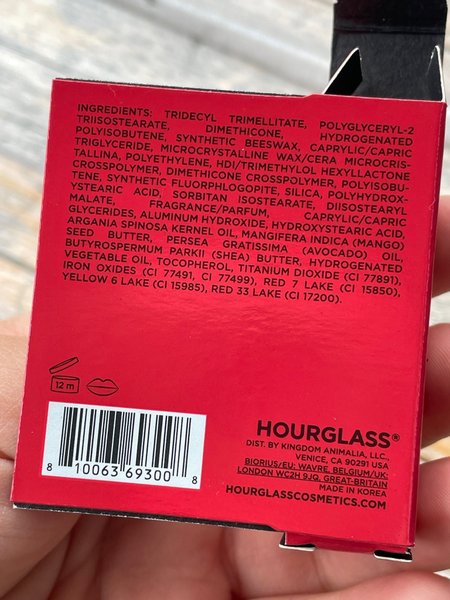 INGREDIENTS: TRIDECYL TRIMELLITATE, POLYGLYCERYL-2
TRIISOSTEARATE, DIMETHICONE, HYDROGENATED
POLYISOBUTENE, SYNTHETIC BEESWAX, CAPRYLIC/CAPRIC
TRIGLYCERIDE, MICROCRYSTALLINE WAX/CERA MICROCRIS-
TALLINA, POLYETHYLENE, HDI/TRIMETHYLOL HEXYLLACTONE
CROSSPOLYMER, DIMETHICONE CROSSPOLYMER, POLYISOBU-
TENE, SYNTHETIC FLUORPHLOGOPITE, SILICA, POLYHYDROX-
YSTEARIC ACID, SORBITAN ISOSTEARATE, DIISOSTEARYL
MALATE, FRAGRANCE/PARFUM, CAPRYLIC/CAPRIC
GLYCERIDES, ALUMINUM HYDROXIDE, HYDROXYSTEARIC ACID,
ARGANIA SPINOSA KERNEL OIL, MANGIFERA INDICA (MANGO)
SEED BUTTER, PERSEA GRATISSIMA (AVOCADO) OIL,
BUTYROSPERMUM PARKII (SHEA) BUTTER, HYDROGENATED
VEGETABLE OIL, TOCOPHEROL, TITANIUM DIOXIDE (CI 77891),
IRON OXIDES (CI 77491, CI 77499), RED 7 LAKE (CI 15850),
YELLOW 6 LAKE (CI 15985), RED 33 LAKE (CI 17200).
12 m
8 10063 69300 8
HOURGLASS®
DIST. BY KINGDOM ANIMALIA, LLC.,
VENICE, CA 90291 USA
BIORIUS/EU: WAVRE, BELGIUM/UK:
LONDON WC2H 9JQ, GREAT-BRITAIN
MADE IN KOREA
HOURGLASSCOSMETICS.COM